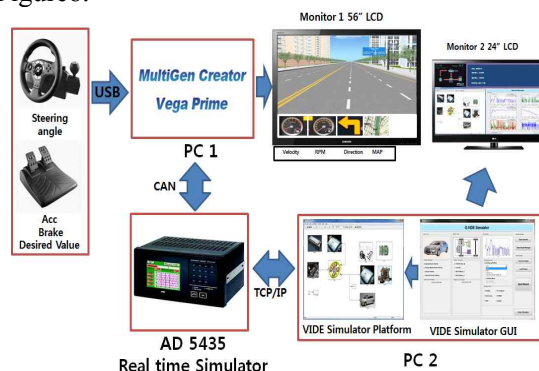 Figure6.
Monitor 1 56" LCD
Monitor 2 24" LCD
USB
MultiGen Creator
Vega Prime
Steering
angle
PC 1
Velocity RPM Direction MAP
CAN
Acc
Brake
Desired Value
TCP/IP
VIDE Simulator Platform
VIDE Simulator GUI
AD 5435
Real time Simulator
PC 2